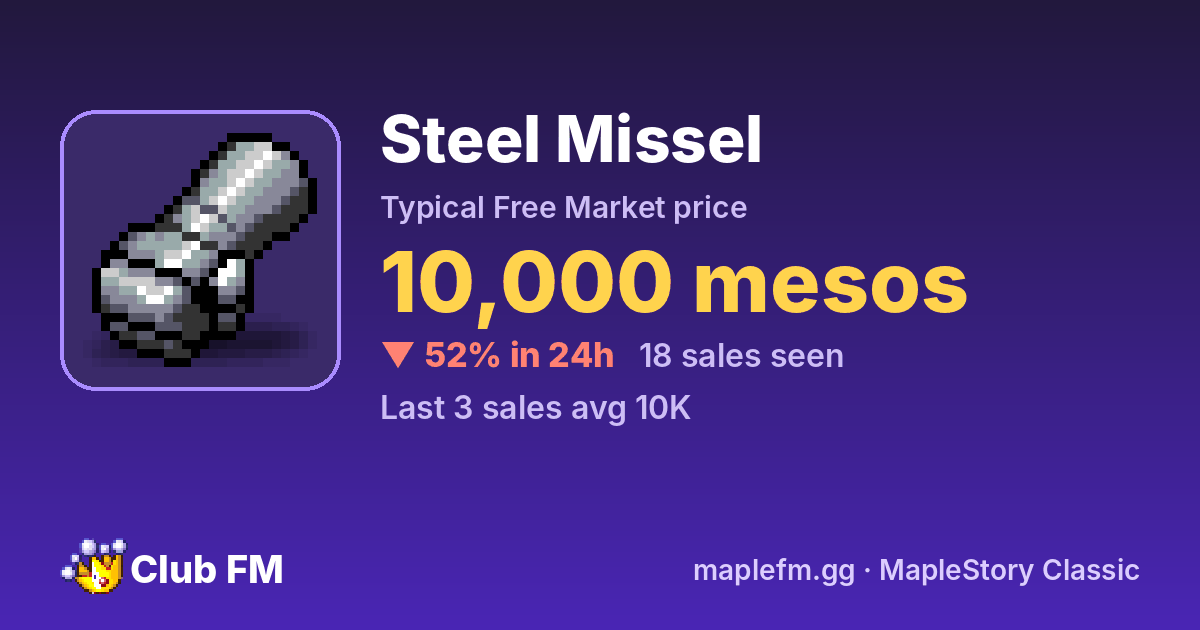 Steel Missel
Typical Free Market price
10,000 mesos
▼ 52% in 24h 18 sales seen
Last 3 sales avg 10K
Club FM
maplefm.gg · MapleStory Classic